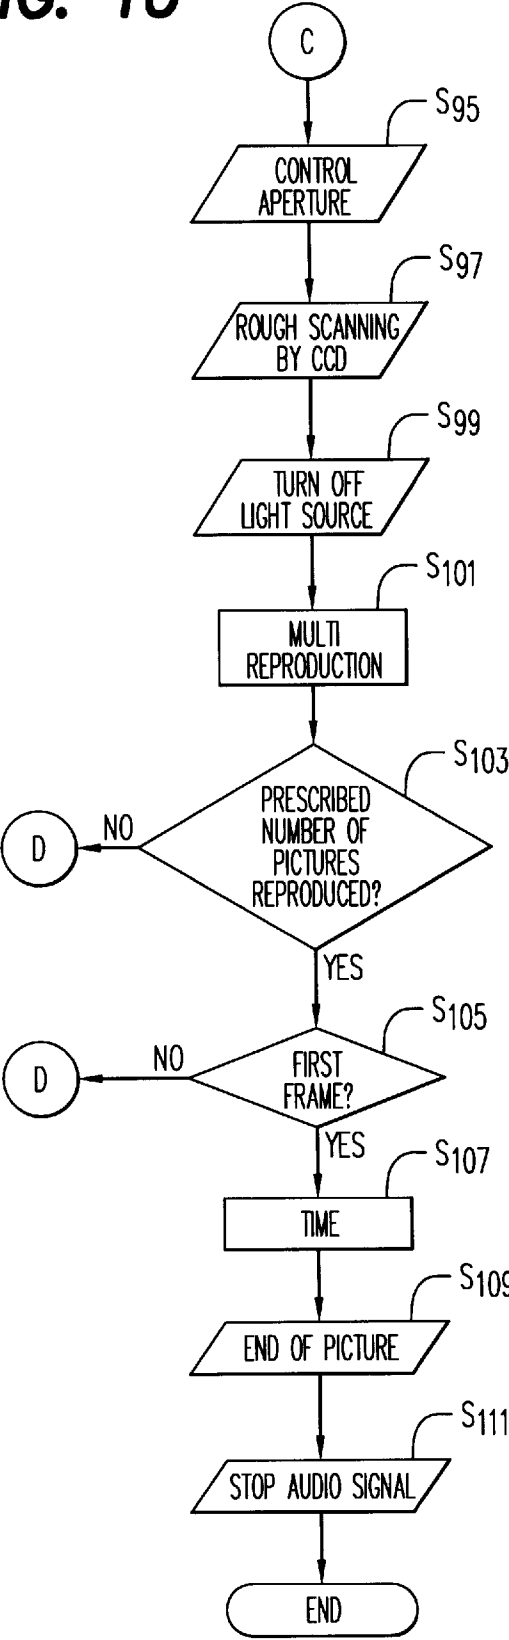 C
S95
CONTROL
APERTURE
S97
ROUGH SCANNING
BY CCD
S99
TURN OFF
LIGHT SOURCE
S101
MULTI
REPRODUCTION
S103
PRESCRIBED
NUMBER OF
PICTURES
REPRODUCED?
NO
D
YES
S105
FIRST
FRAME?
NO
D
YES
S107
TIME
S109
END OF PICTURE
S111
STOP AUDIO SIGNAL
END